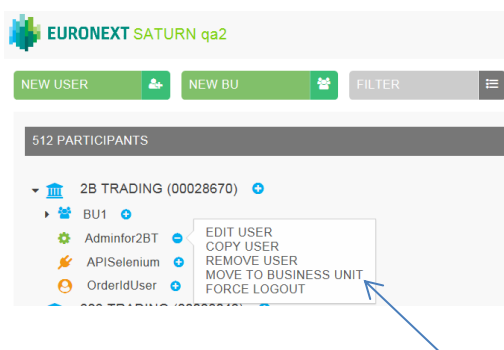 EURONEXT SATURN qa2
NEW USER
NEW BU
FILTER
512 PARTICIPANTS
2B TRADING (00028670)
BU1
Adminfor2BT
EDIT USER
COPY USER
REMOVE USER
MOVE TO BUSINESS UNIT
FORCE LOGOUT
APISelenium
OrderIdUser
TRADING